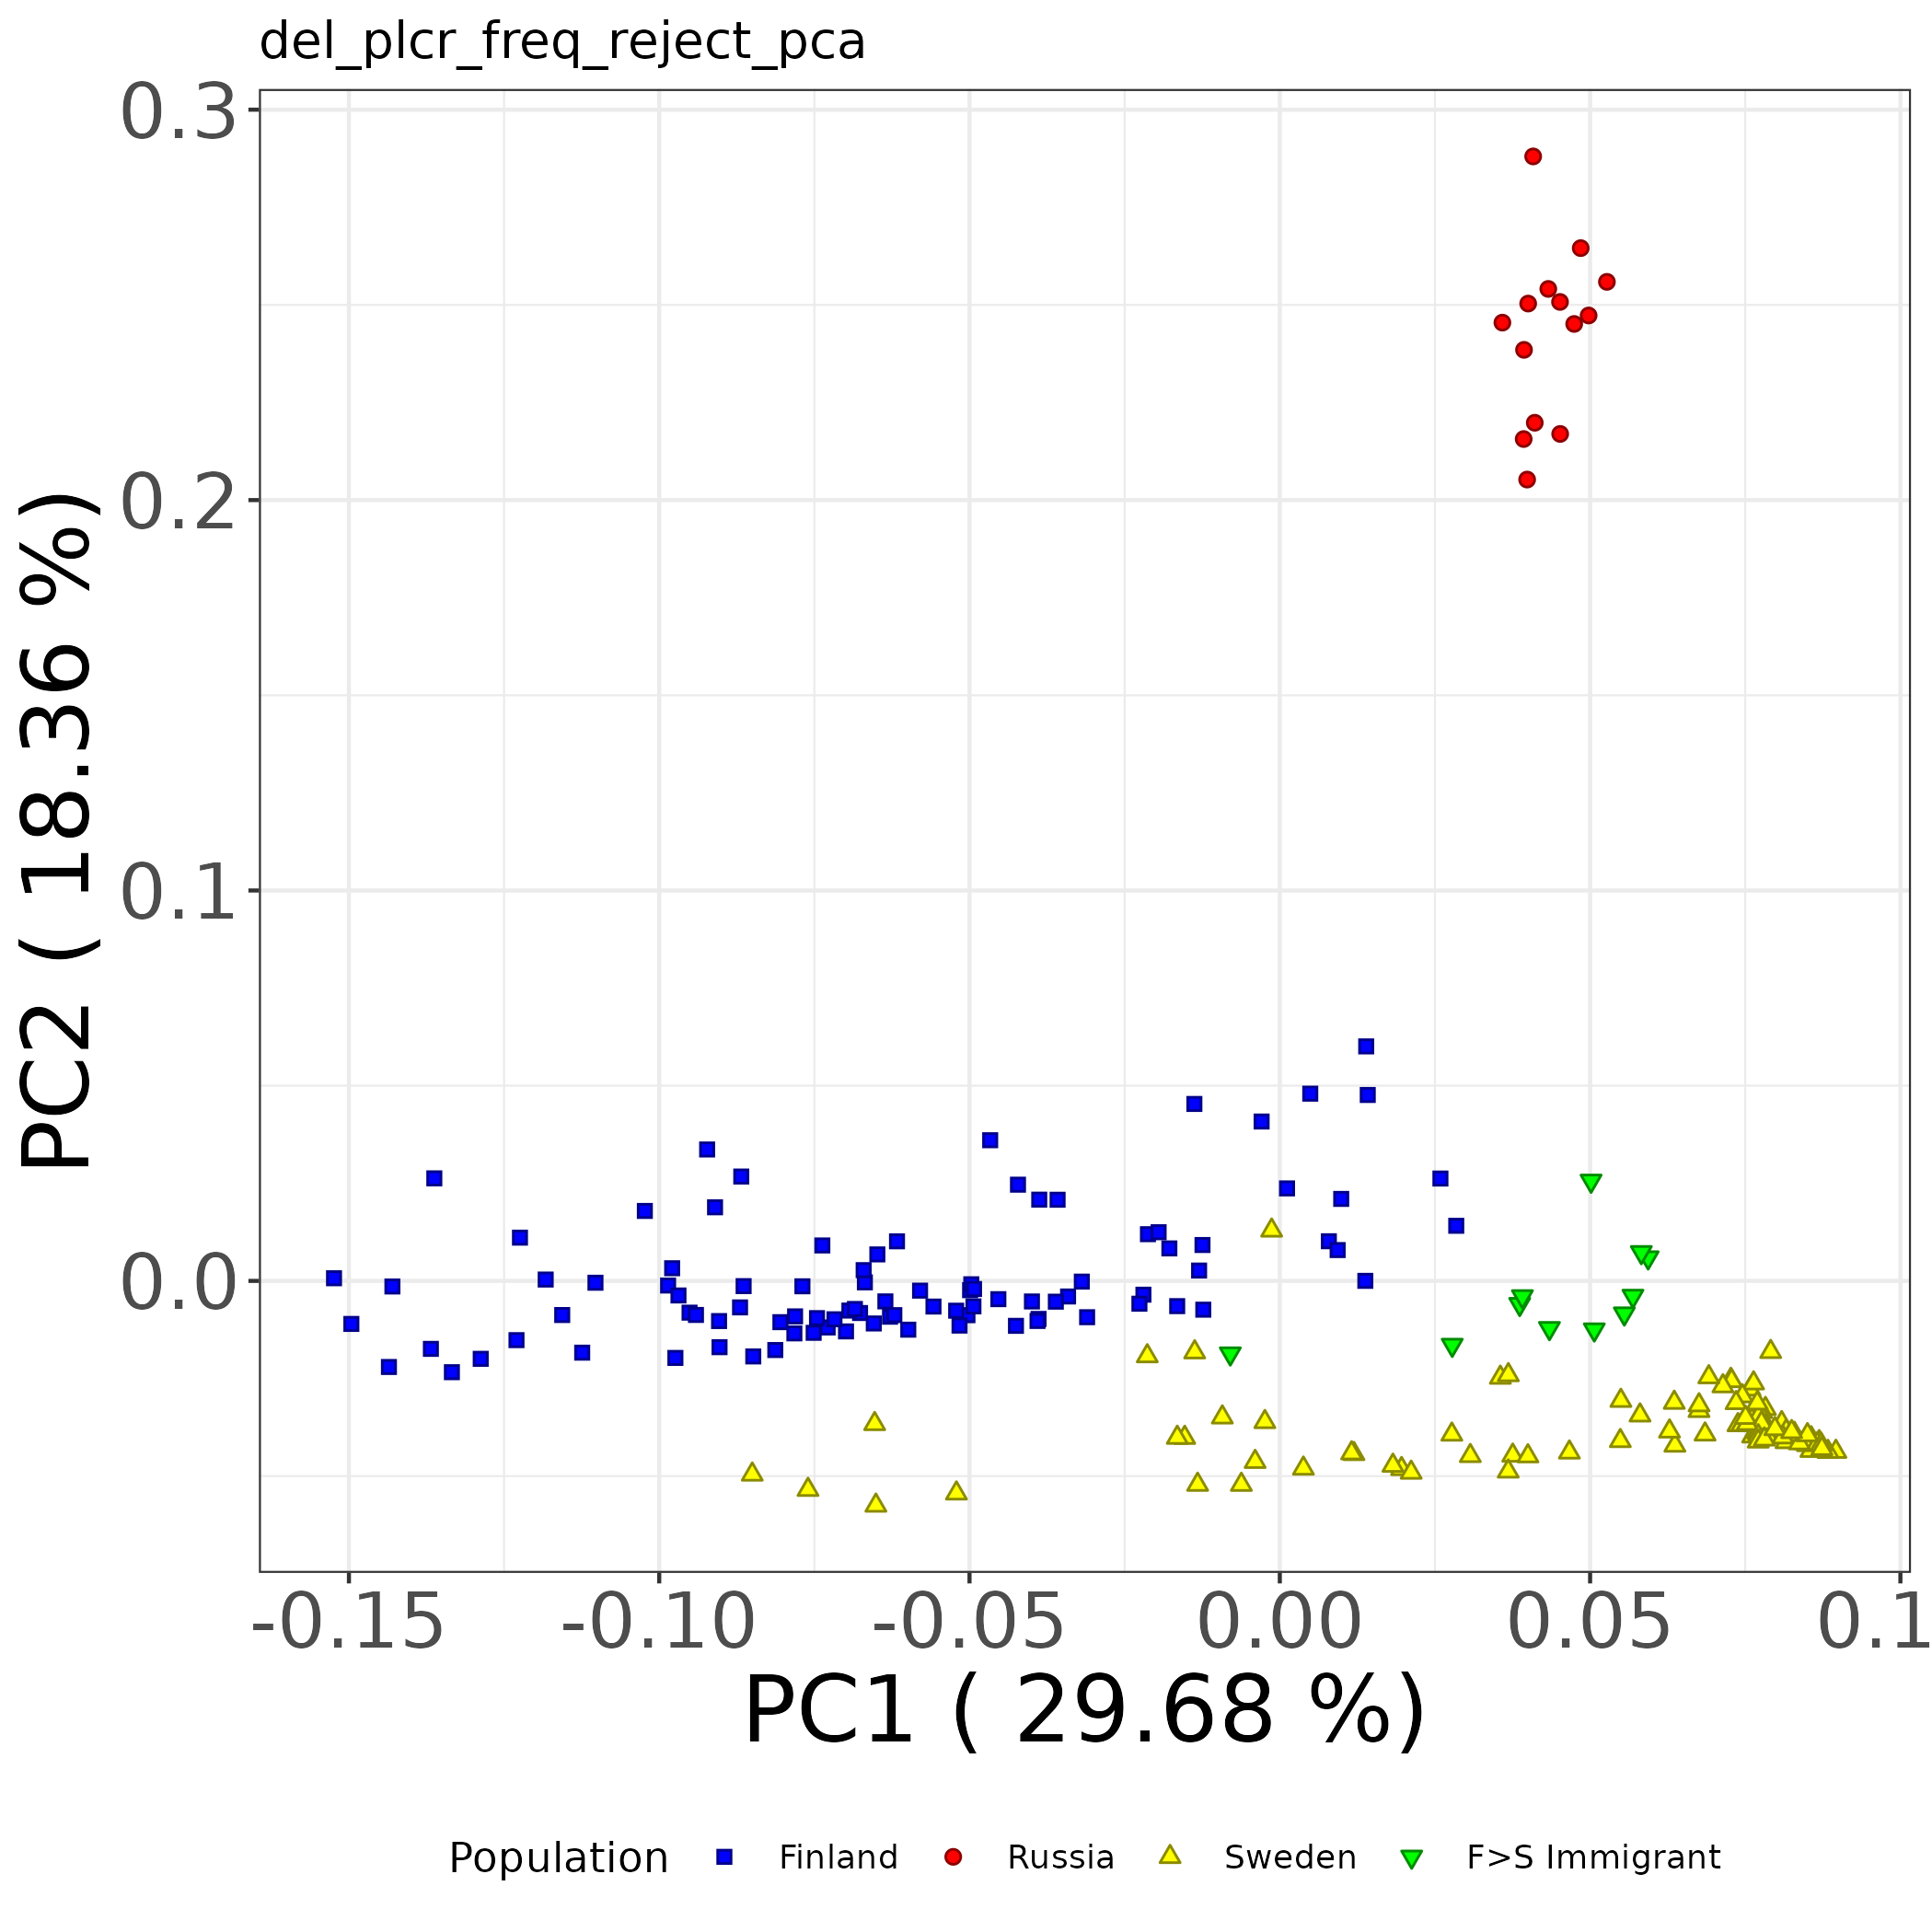 del_plcr_freq_reject_pca
0.3
0.2
0.1
0.0
PC2 ( 18.36 %)
-0.15 -0.10 -0.05 0.00 0.05 0.1
PC1 ( 29.68 %)
Population Finland Russia Sweden F>S Immigrant